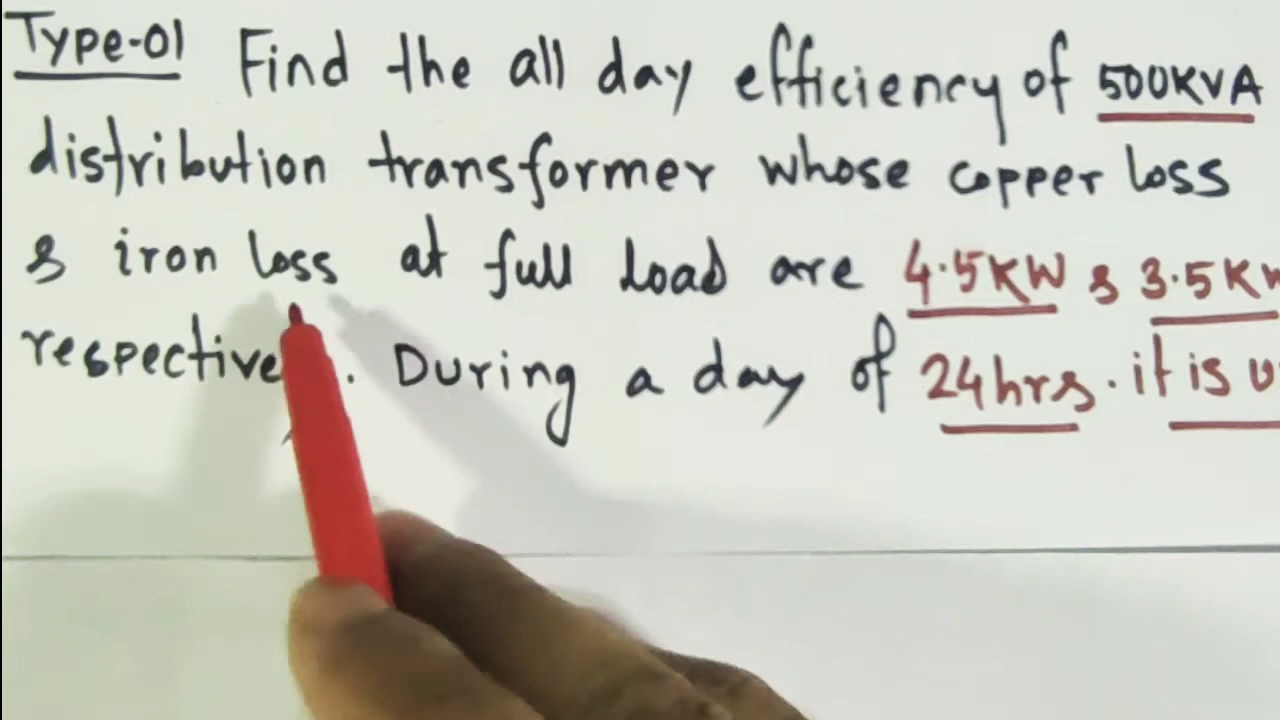 Type-01 Find the all day efficiency of 500KVA
distribution transformer whose copper loss
& iron loss at full load are 4.5KW & 3.5KW
respective . During a day of 24hrs. it is